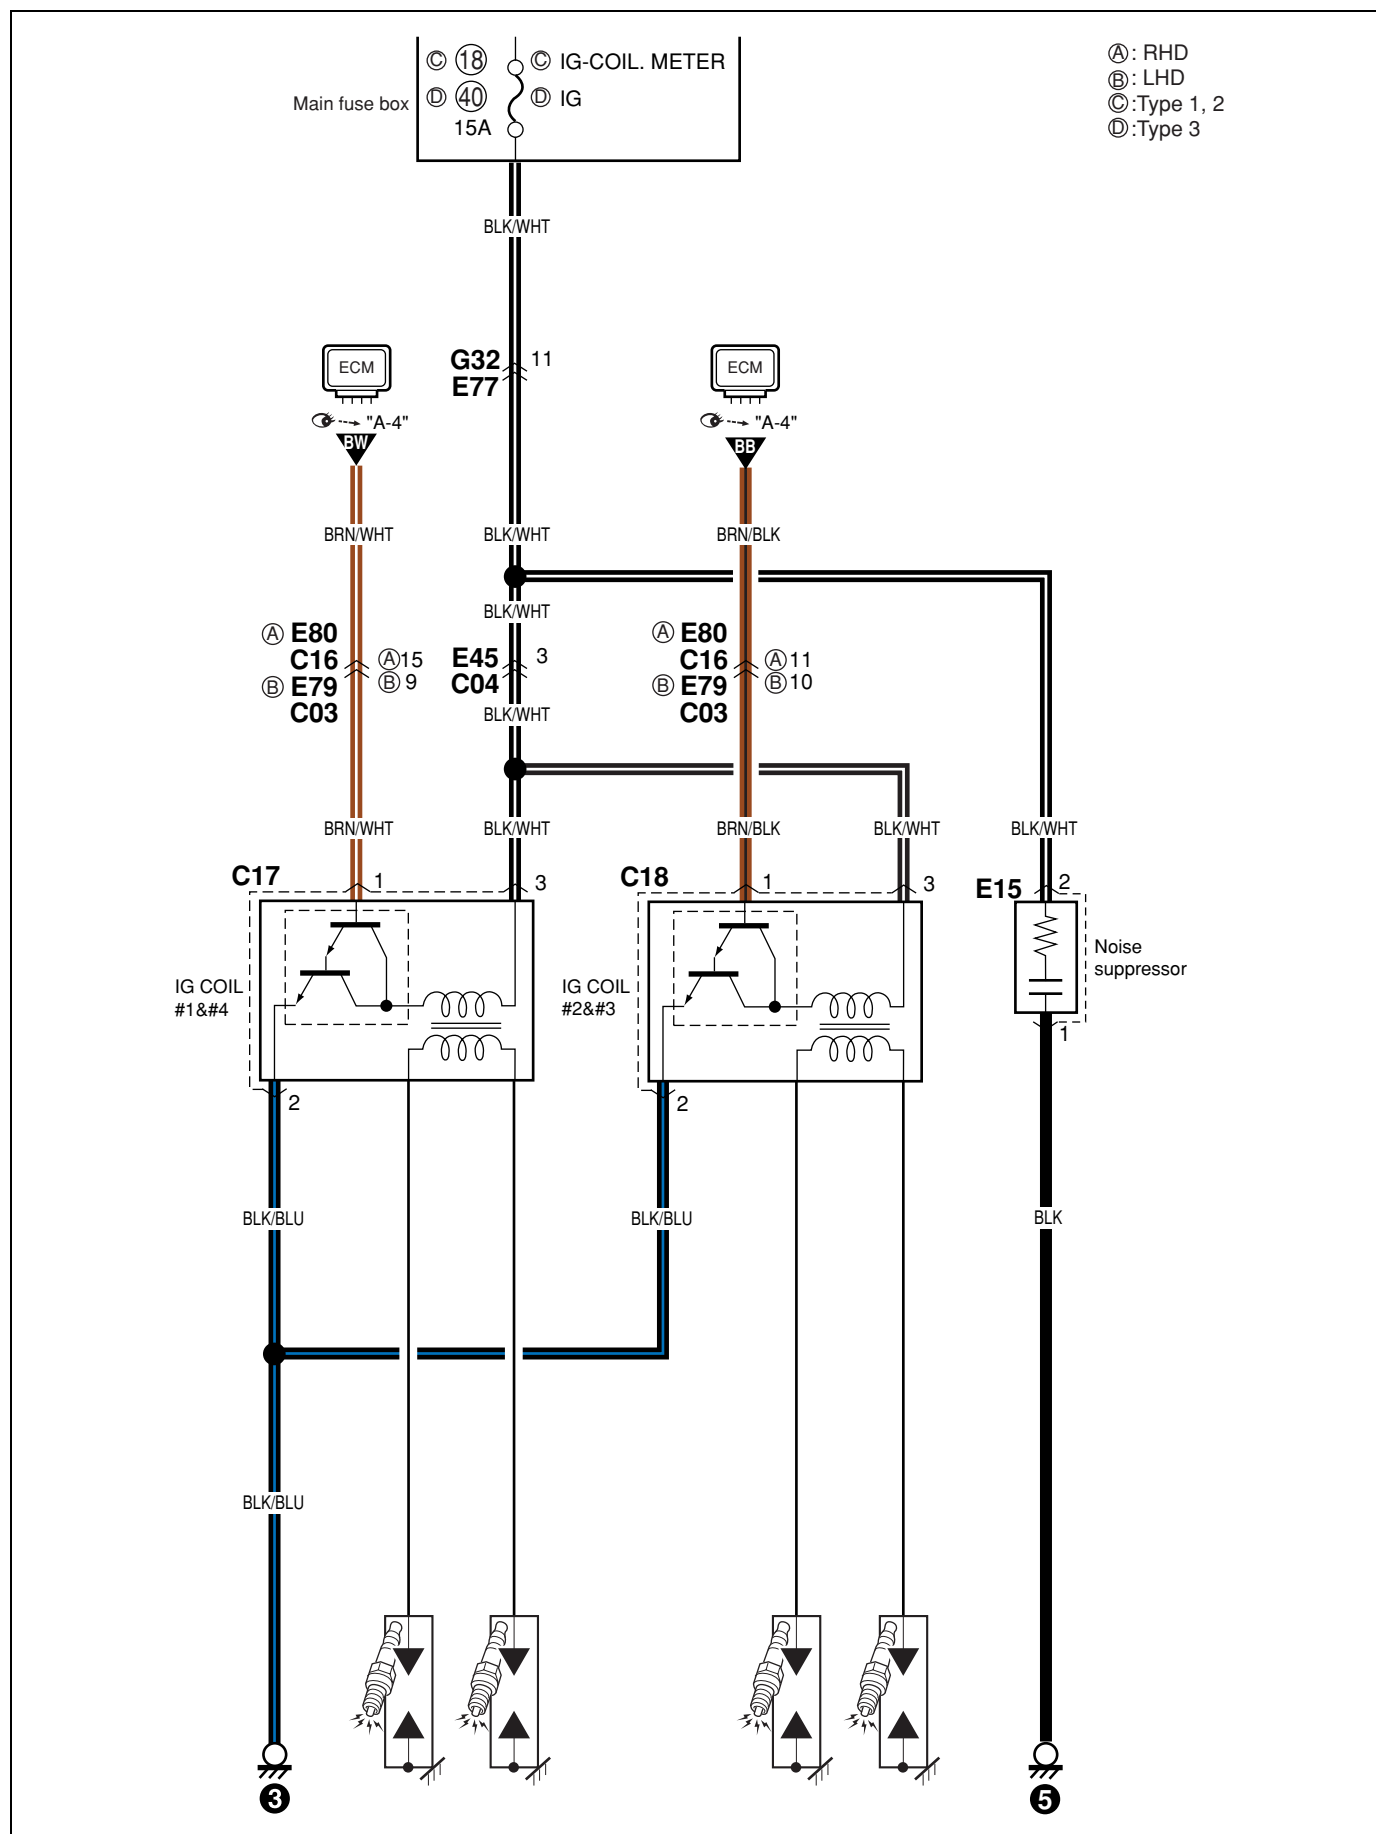 Main fuse box
Ⓒ ⑱ Ⓒ IG-COIL. METER
Ⓓ ㊵ Ⓓ IG
15A
Ⓐ: RHD
Ⓑ: LHD
Ⓒ:Type 1, 2
Ⓓ:Type 3
BLK/WHT
ECM
"A-4"
BW
G32 11
E77
ECM
"A-4"
BB
BRN/WHT
BLK/WHT
BRN/BLK
BLK/WHT
Ⓐ E80
C16 Ⓐ15
Ⓑ E79 Ⓑ 9
C03
E45 3
C04
Ⓐ E80
C16 Ⓐ11
Ⓑ E79 Ⓑ10
C03
BLK/WHT
BRN/WHT
BLK/WHT
BRN/BLK
BLK/WHT
BLK/WHT
C17 1 3
C18 1 3
E15 2
IG COIL
#1&#4
IG COIL
#2&#3
Noise
suppressor
2
2
1
BLK/BLU
BLK/BLU
BLK
BLK/BLU
❸
❺